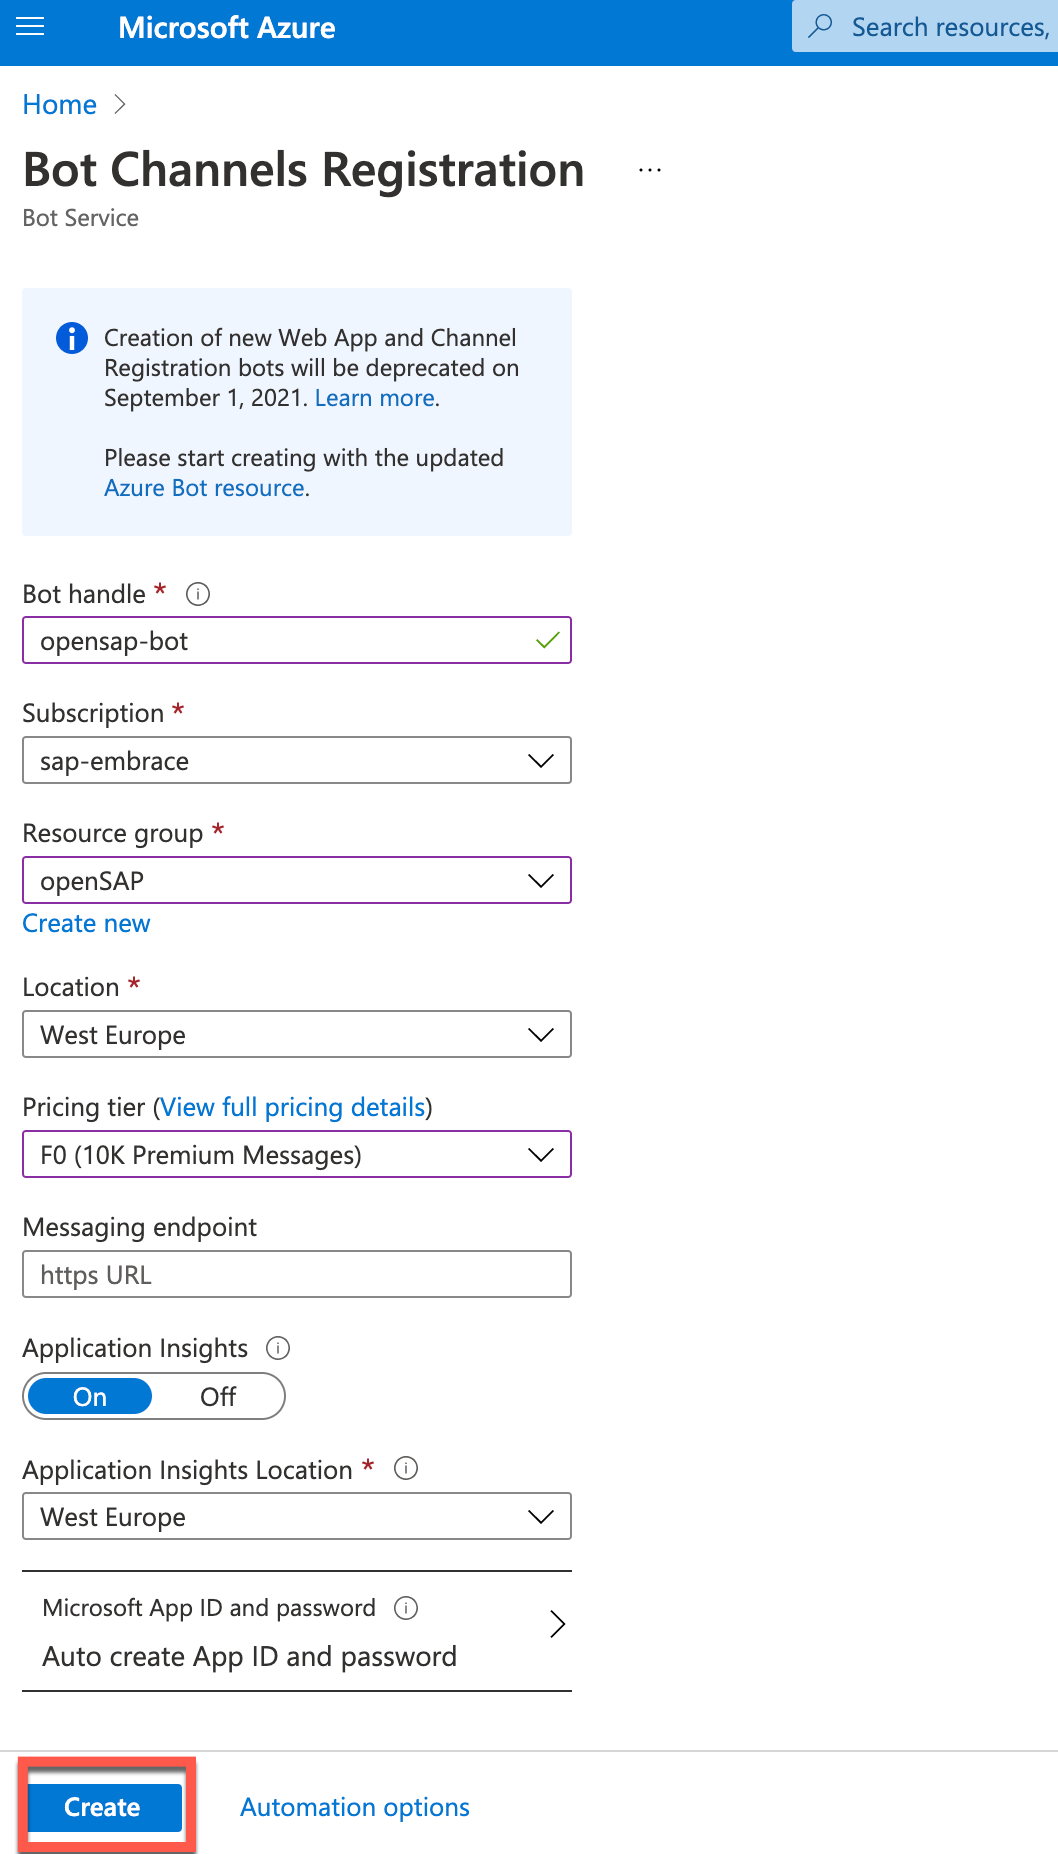 Microsoft Azure
Search resources,
Home
Bot Channels Registration
...
Bot Service
Creation of new Web App and Channel
Registration bots will be deprecated on
September 1, 2021. Learn more.
Please start creating with the updated
Azure Bot resource.
Bot handle *
opensap-bot
Subscription *
sap-embrace
Resource group *
openSAP
Create new
Location *
West Europe
Pricing tier (View full pricing details)
F0 (10K Premium Messages)
Messaging endpoint
https URL
Application Insights
On Off
Application Insights Location *
West Europe
Microsoft App ID and password
Auto create App ID and password
Create Automation options